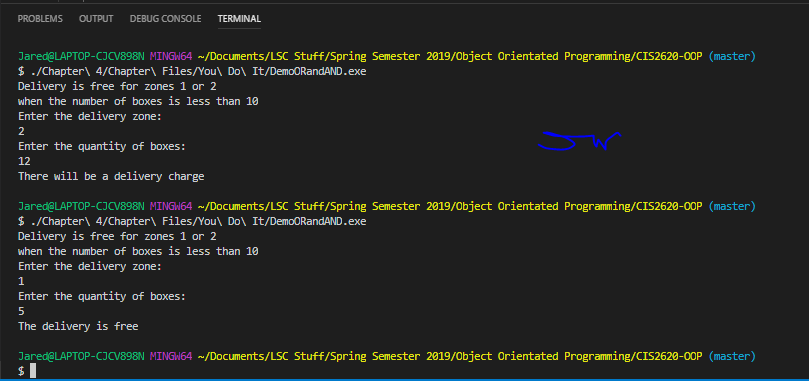 PROBLEMS OUTPUT DEBUG CONSOLE TERMINAL
Jared@LAPTOP-CJCV898N MINGW64 ~/Documents/LSC Stuff/Spring Semester 2019/Object Orientated Programming/CIS2620-OOP (master)
$ ./Chapter\ 4/Chapter\ Files/You\ Do\ It/DemoORandAND.exe
Delivery is free for zones 1 or 2
when the number of boxes is less than 10
Enter the delivery zone:
2
Enter the quantity of boxes:
12
There will be a delivery charge
Jared@LAPTOP-CJCV898N MINGW64 ~/Documents/LSC Stuff/Spring Semester 2019/Object Orientated Programming/CIS2620-OOP (master)
$ ./Chapter\ 4/Chapter\ Files/You\ Do\ It/DemoORandAND.exe
Delivery is free for zones 1 or 2
when the number of boxes is less than 10
Enter the delivery zone:
1
Enter the quantity of boxes:
5
The delivery is free
Jared@LAPTOP-CJCV898N MINGW64 ~/Documents/LSC Stuff/Spring Semester 2019/Object Orientated Programming/CIS2620-OOP (master)
$